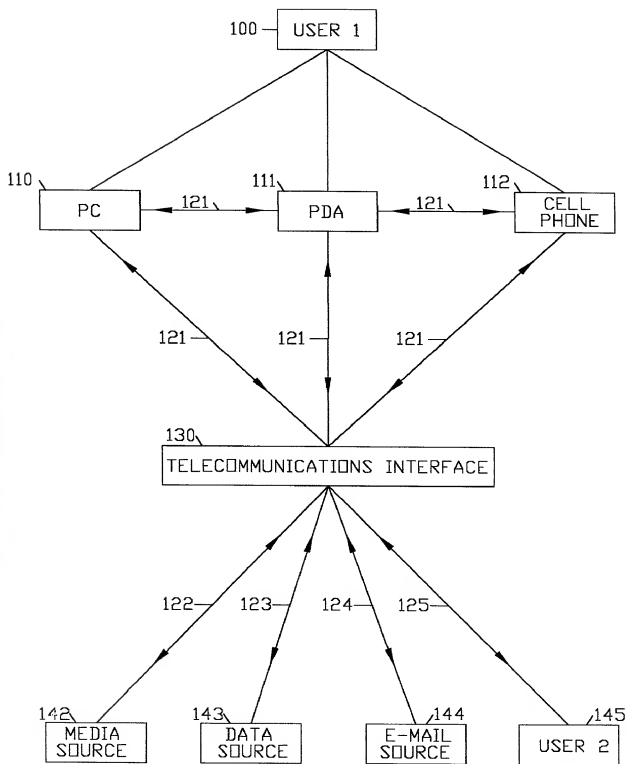 100
USER 1
110
111
112
PC
121
PDA
121
CELL
PHONE
121
121
121
130
TELECOMMUNICATIONS INTERFACE
122
123
124
125
142
143
144
145
MEDIA
SOURCE
DATA
SOURCE
E-MAIL
SOURCE
USER 2